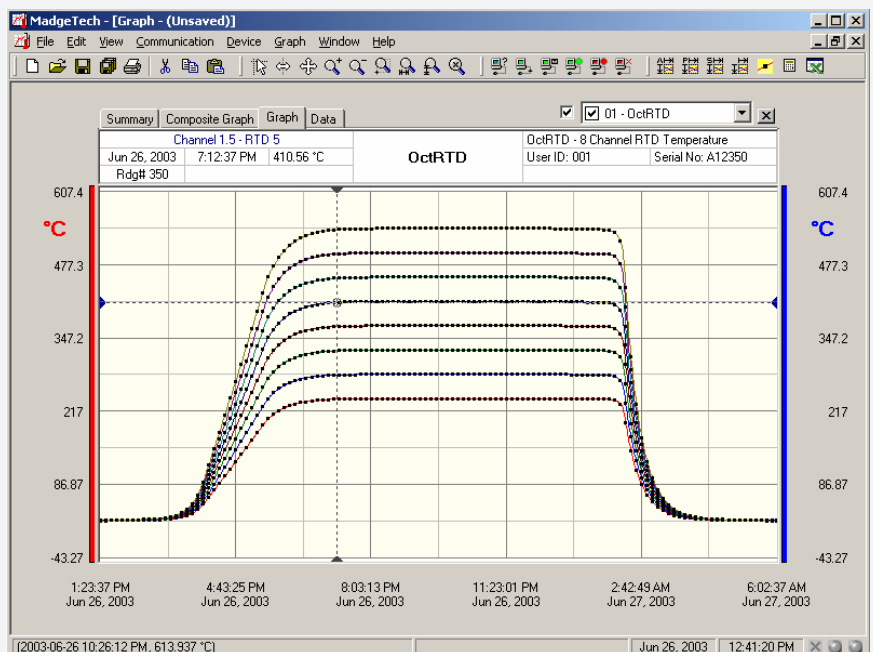 MadgeTech - [Graph - (Unsaved)]
File Edit View Communication Device Graph Window Help
Summary Composite Graph Graph Data 01 - OctRTD
Channel 1.5 - RTD 5 OctRTD - 8 Channel RTD Temperature
Jun 26, 2003 7:12:37 PM 410.56 °C OctRTD User ID: 001 Serial No: A12350
Rdg# 350
607.4 607.4
°C °C
477.3 477.3
347.2 347.2
217 217
86.87 86.87
-43.27 -43.27
1:23:37 PM 4:43:25 PM 8:03:13 PM 11:23:01 PM 2:42:49 AM 6:02:37 AM
Jun 26, 2003 Jun 26, 2003 Jun 26, 2003 Jun 26, 2003 Jun 27, 2003 Jun 27, 2003
(2003-06-26 10:26:12 PM, 613.937 °C) Jun 26, 2003 12:41:20 PM